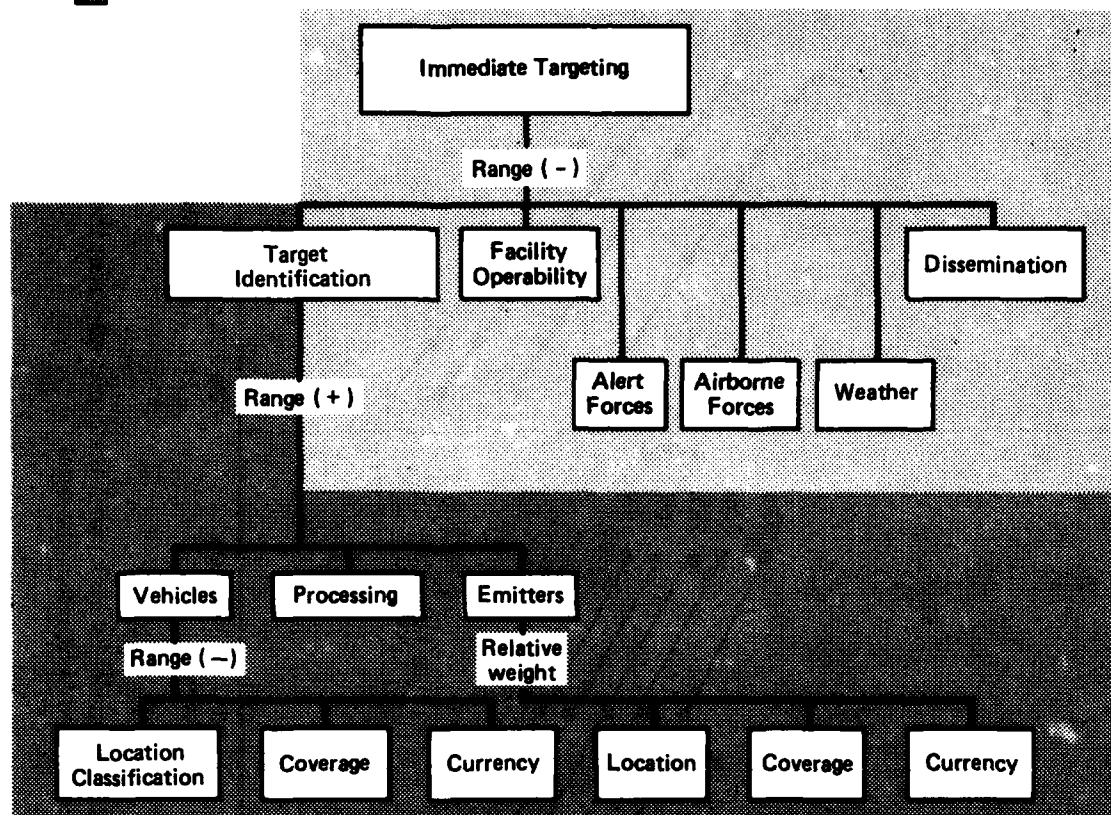 Immediate Targeting
Range ( - )
Target
Identification
Facility
Operability
Dissemination
Alert
Forces
Airborne
Forces
Weather
Range ( + )
Vehicles
Processing
Emitters
Range ( — )
Relative
weight
Location
Classification
Coverage
Currency
Location
Coverage
Currency